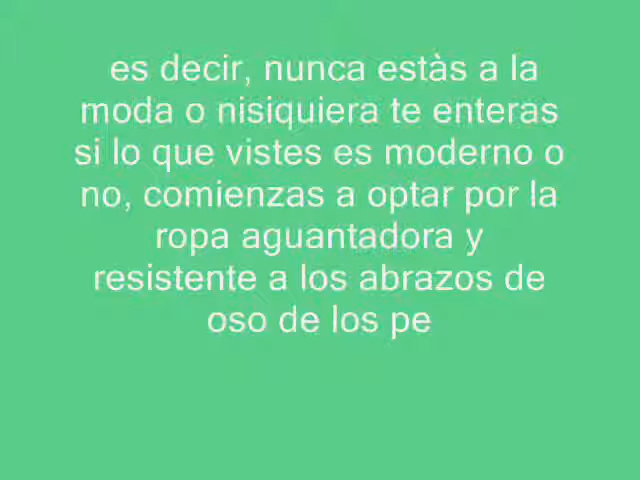 es decir, nunca estàs a la
moda o nisiquiera te enteras
si lo que vistes es moderno o
no, comienzas a optar por la
ropa aguantadora y
resistente a los abrazos de
oso de los pe